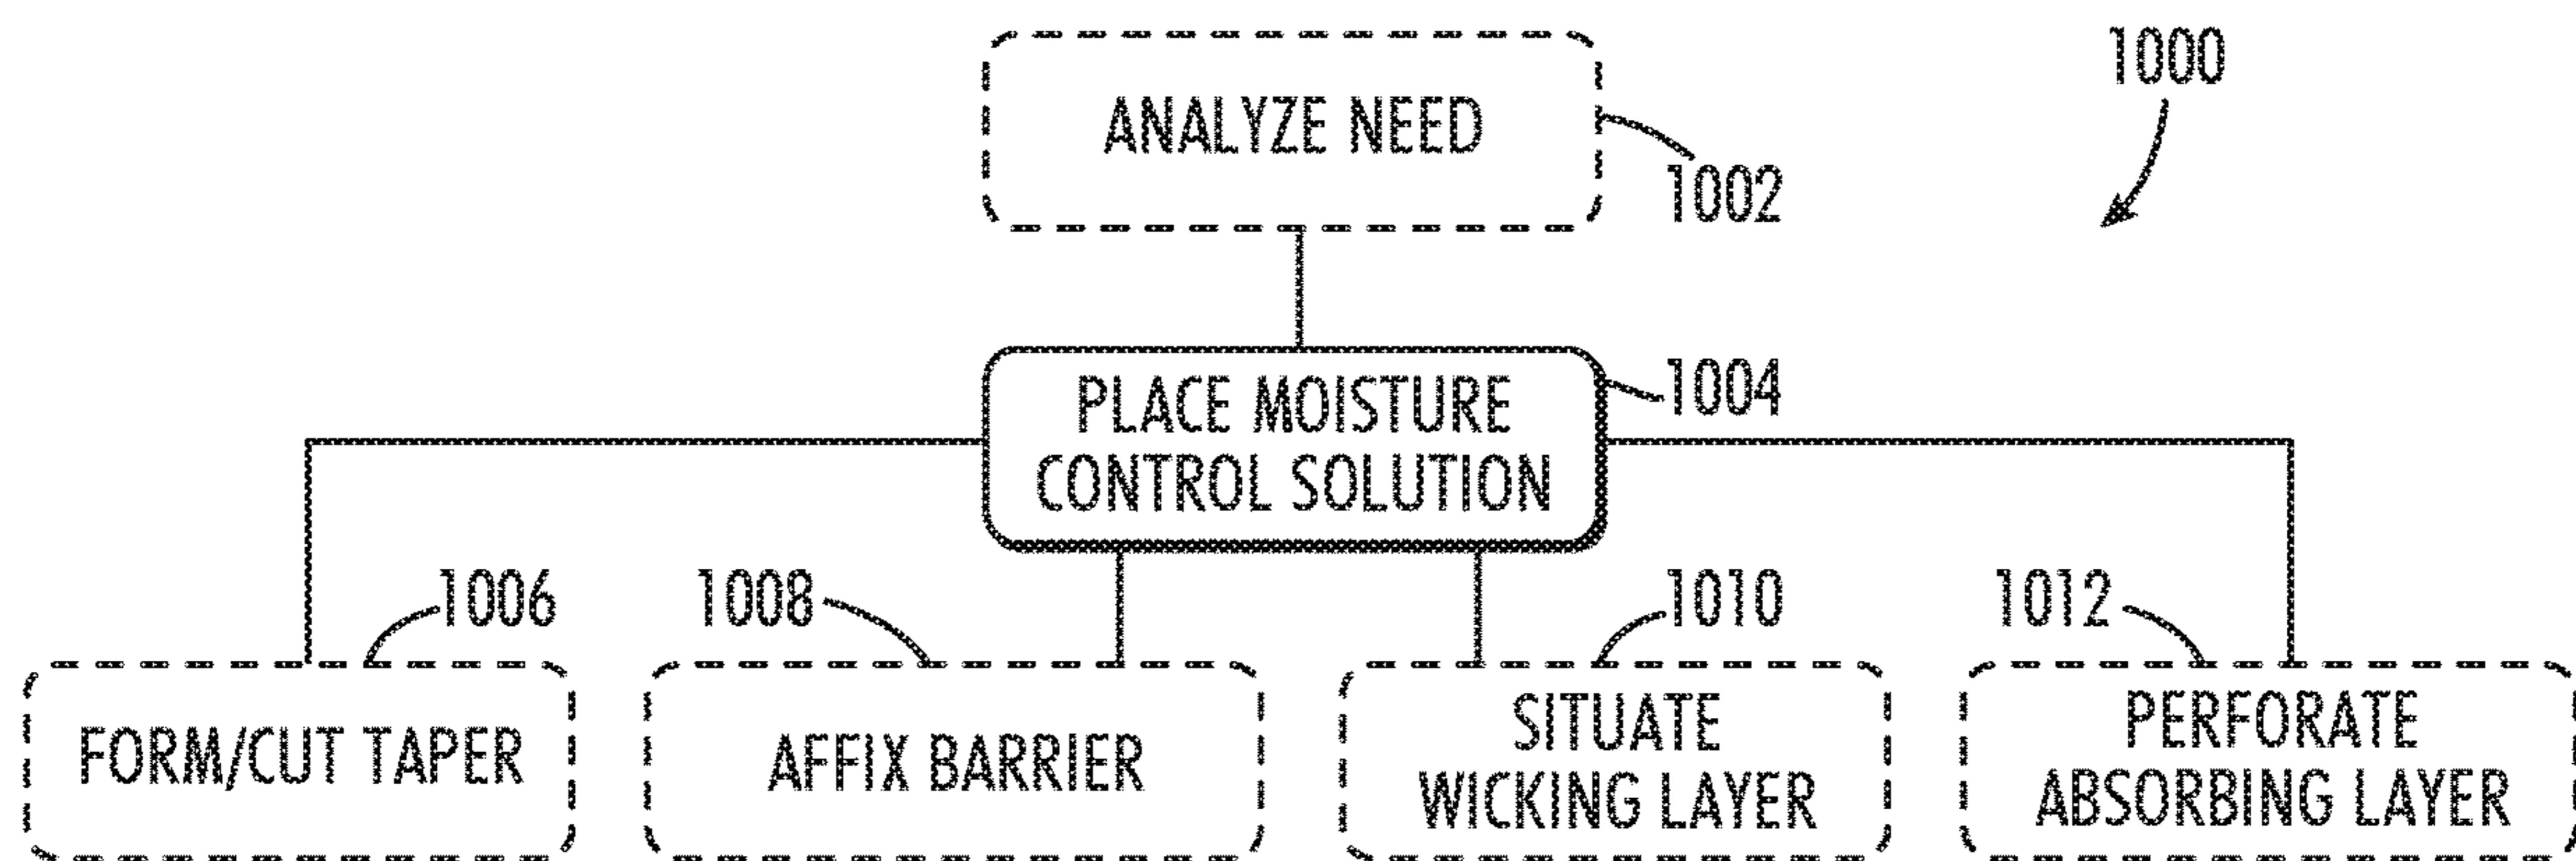 1000
ANALYZE NEED
1002
PLACE MOISTURE
CONTROL SOLUTION
1004
1006
1008
1010
1012
FORM/CUT TAPER
AFFIX BARRIER
SITUATE
WICKING LAYER
PERFORATE
ABSORBING LAYER